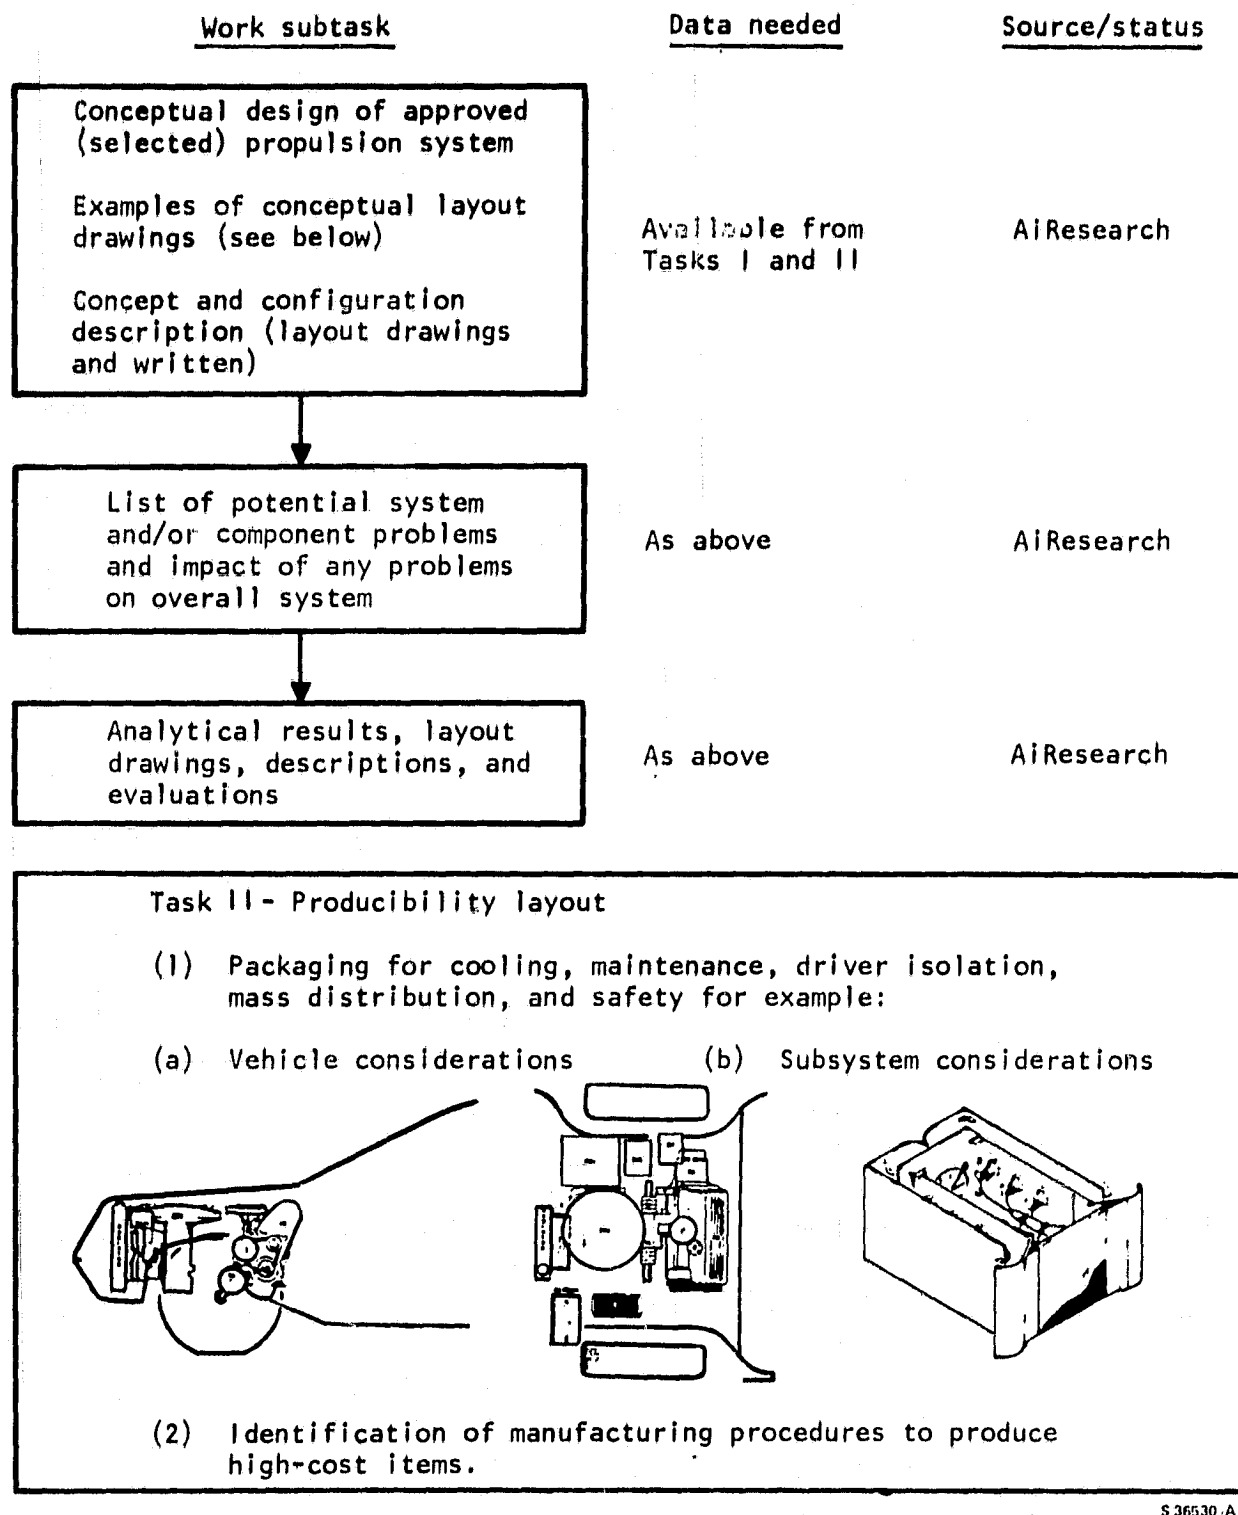 Work subtask
Data needed
Source/status
Conceptual design of approved
(selected) propulsion system
Examples of conceptual layout
drawings (see below)
Concept and configuration
description (layout drawings
and written)
Available from
Tasks I and II
AiResearch
List of potential system
and/or component problems
and impact of any problems
on overall system
As above
AiResearch
Analytical results, layout
drawings, descriptions, and
evaluations
As above
AiResearch
Task II - Producibility layout
(1) Packaging for cooling, maintenance, driver isolation,
mass distribution, and safety for example:
(a) Vehicle considerations
(b) Subsystem considerations
(2) Identification of manufacturing procedures to produce
high-cost items.
S 36530 -A